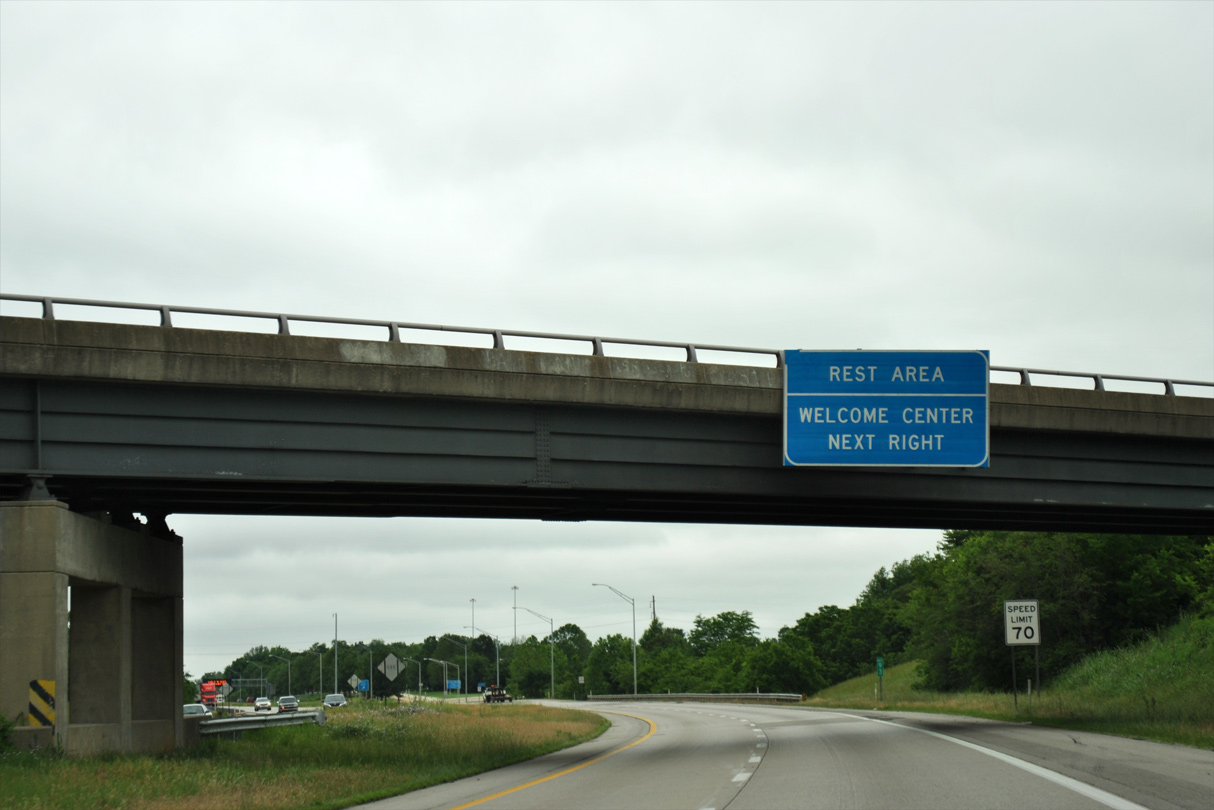 REST AREA
WELCOME CENTER
NEXT RIGHT
SPEED
LIMIT
70